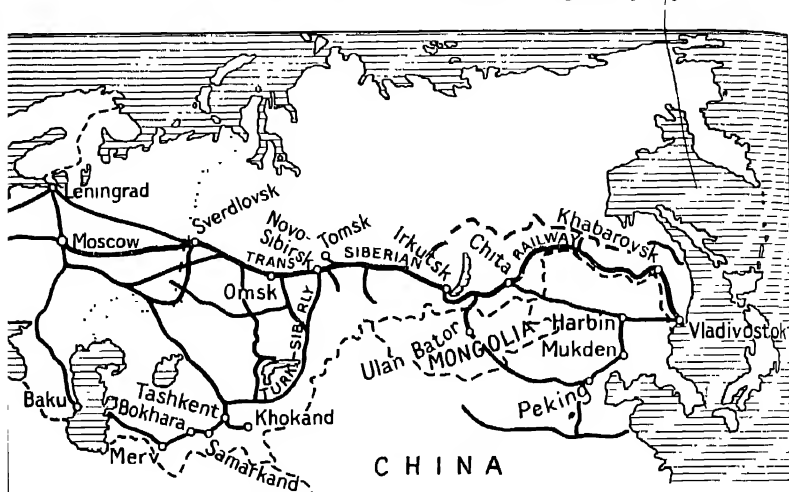 Leningrad
Moscow
Sverdlovsk
Novo-
Sibirsk
Tomsk
TRANS SIBERIAN RAILWAY
Omsk
Irkutsk
Chita
Khabarovsk
TURK. SIB. RLY
Ulan Bator
MONGOLIA
Harbin
Mukden
Vladivostok
Peking
Baku
Tashkent
Bokhara
Khokand
Merv
Samarkand
CHINA